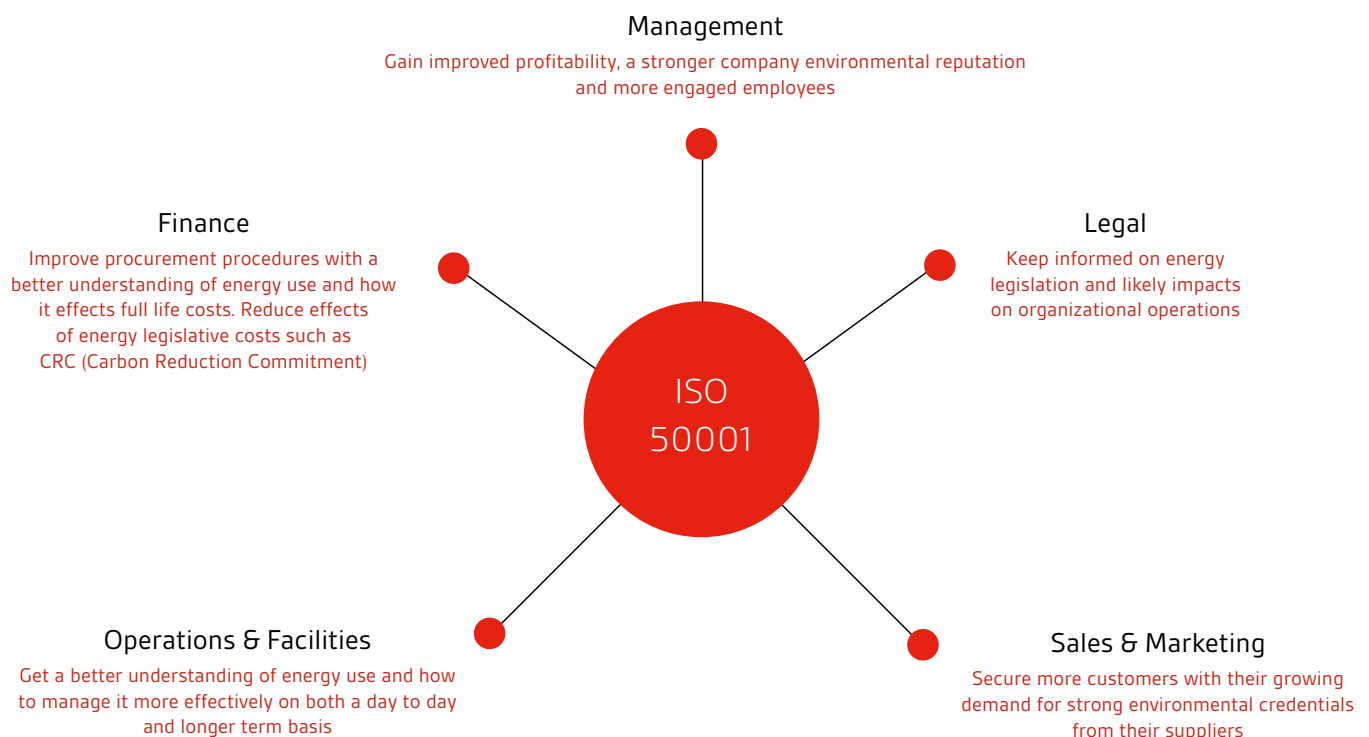 Management
Gain improved profitability, a stronger company environmental reputation
and more engaged employees
Finance
Improve procurement procedures with a
better understanding of energy use and how
it effects full life costs. Reduce effects
of energy legislative costs such as
CRC (Carbon Reduction Commitment)
Legal
Keep informed on energy
legislation and likely impacts
on organizational operations
ISO
50001
Operations & Facilities
Get a better understanding of energy use and how
to manage it more effectively on both a day to day
and longer term basis
Sales & Marketing
Secure more customers with their growing
demand for strong environmental credentials
from their suppliers